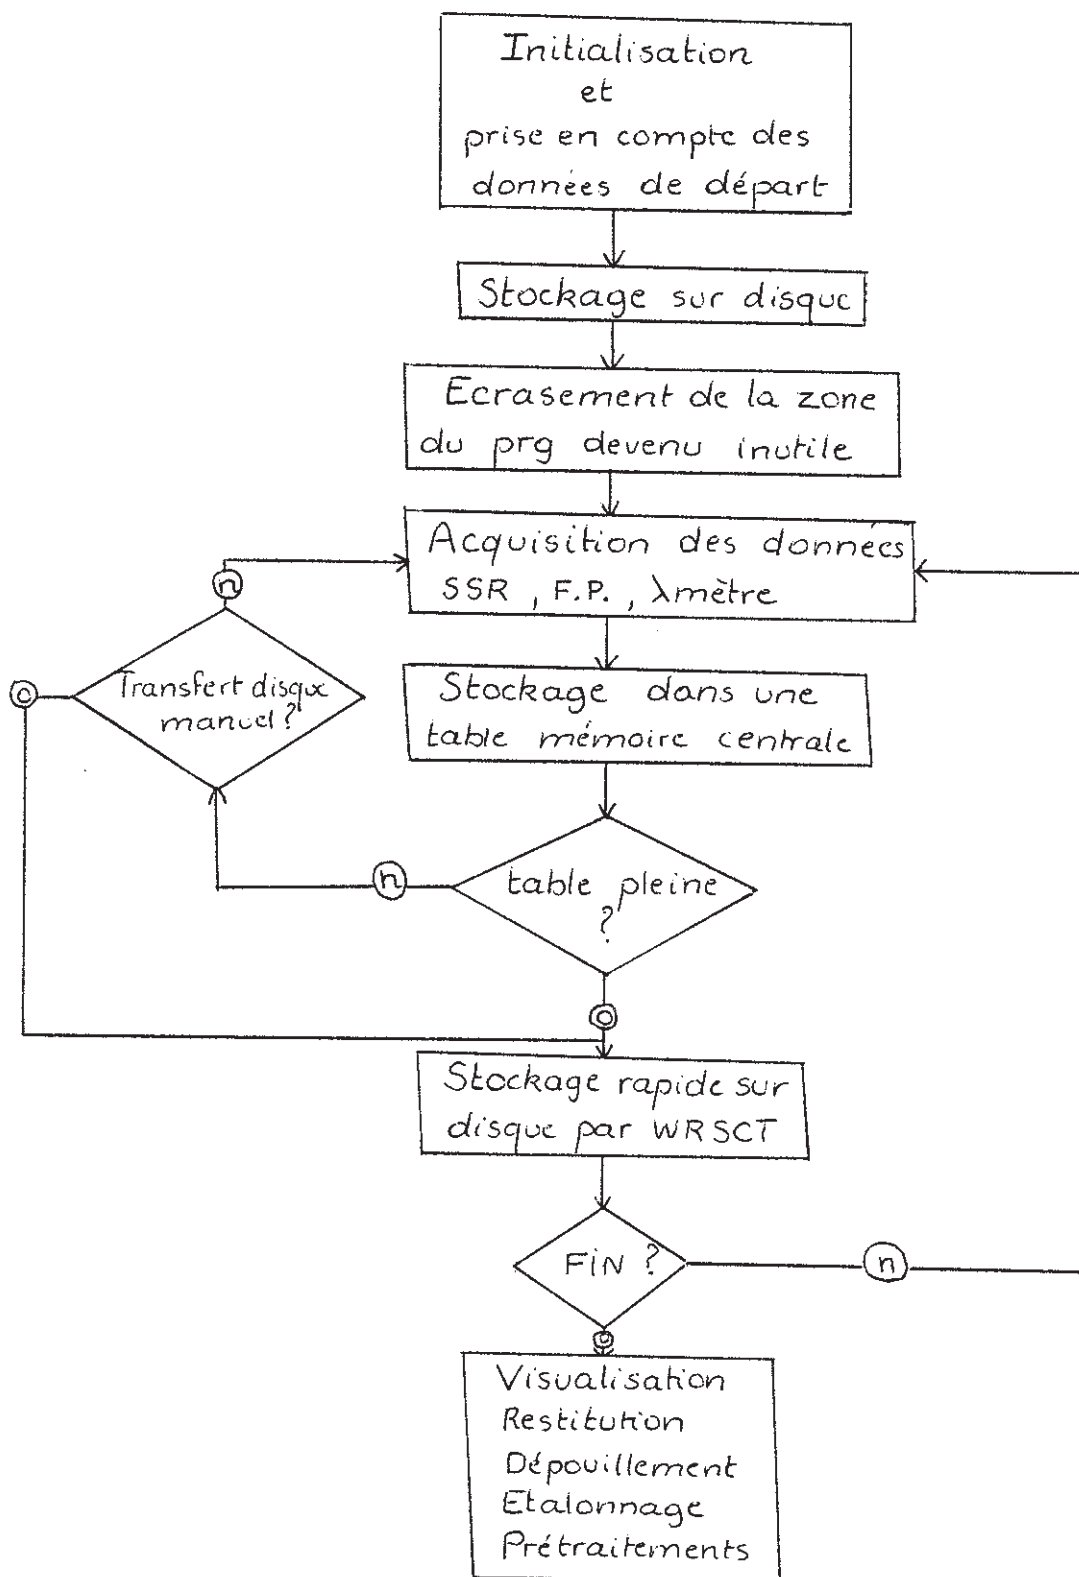 Initialisation
et
prise en compte des
données de départ
Stockage sur disque
Ecrasement de la zone
du prg devenu inutile
Acquisition des données
SSR , F.P. , λmètre
n
Transfert disque
manuel ?
o
Stockage dans une
table mémoire centrale
n
table pleine
?
o
Stockage rapide sur
disque par WRSCT
FiN ?
n
o
Visualisation
Restitution
Dépouillement
Etalonnage
Prétraitements